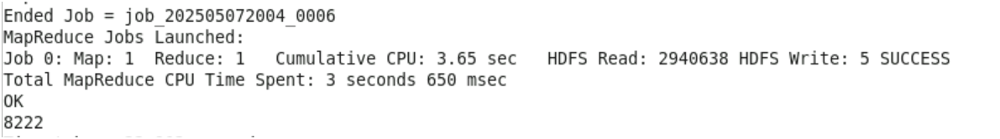 Ended Job = job_202505072004_0006
MapReduce Jobs Launched:
Job 0: Map: 1  Reduce: 1   Cumulative CPU: 3.65 sec   HDFS Read: 2940638 HDFS Write: 5 SUCCESS
Total MapReduce CPU Time Spent: 3 seconds 650 msec
OK
8222